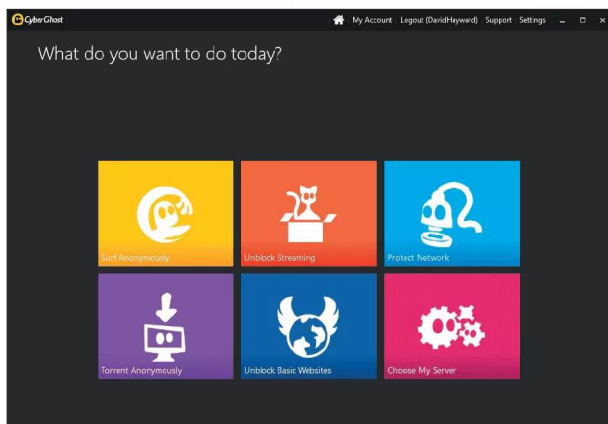 CyberGhost
My Account Logout (DavidHayward) Support Settings
What do you want to do today?
Surf Anonymously
Unblock Streaming
Protect Network
Torrent Anonymously
Unblock Basic Websites
Choose My Server